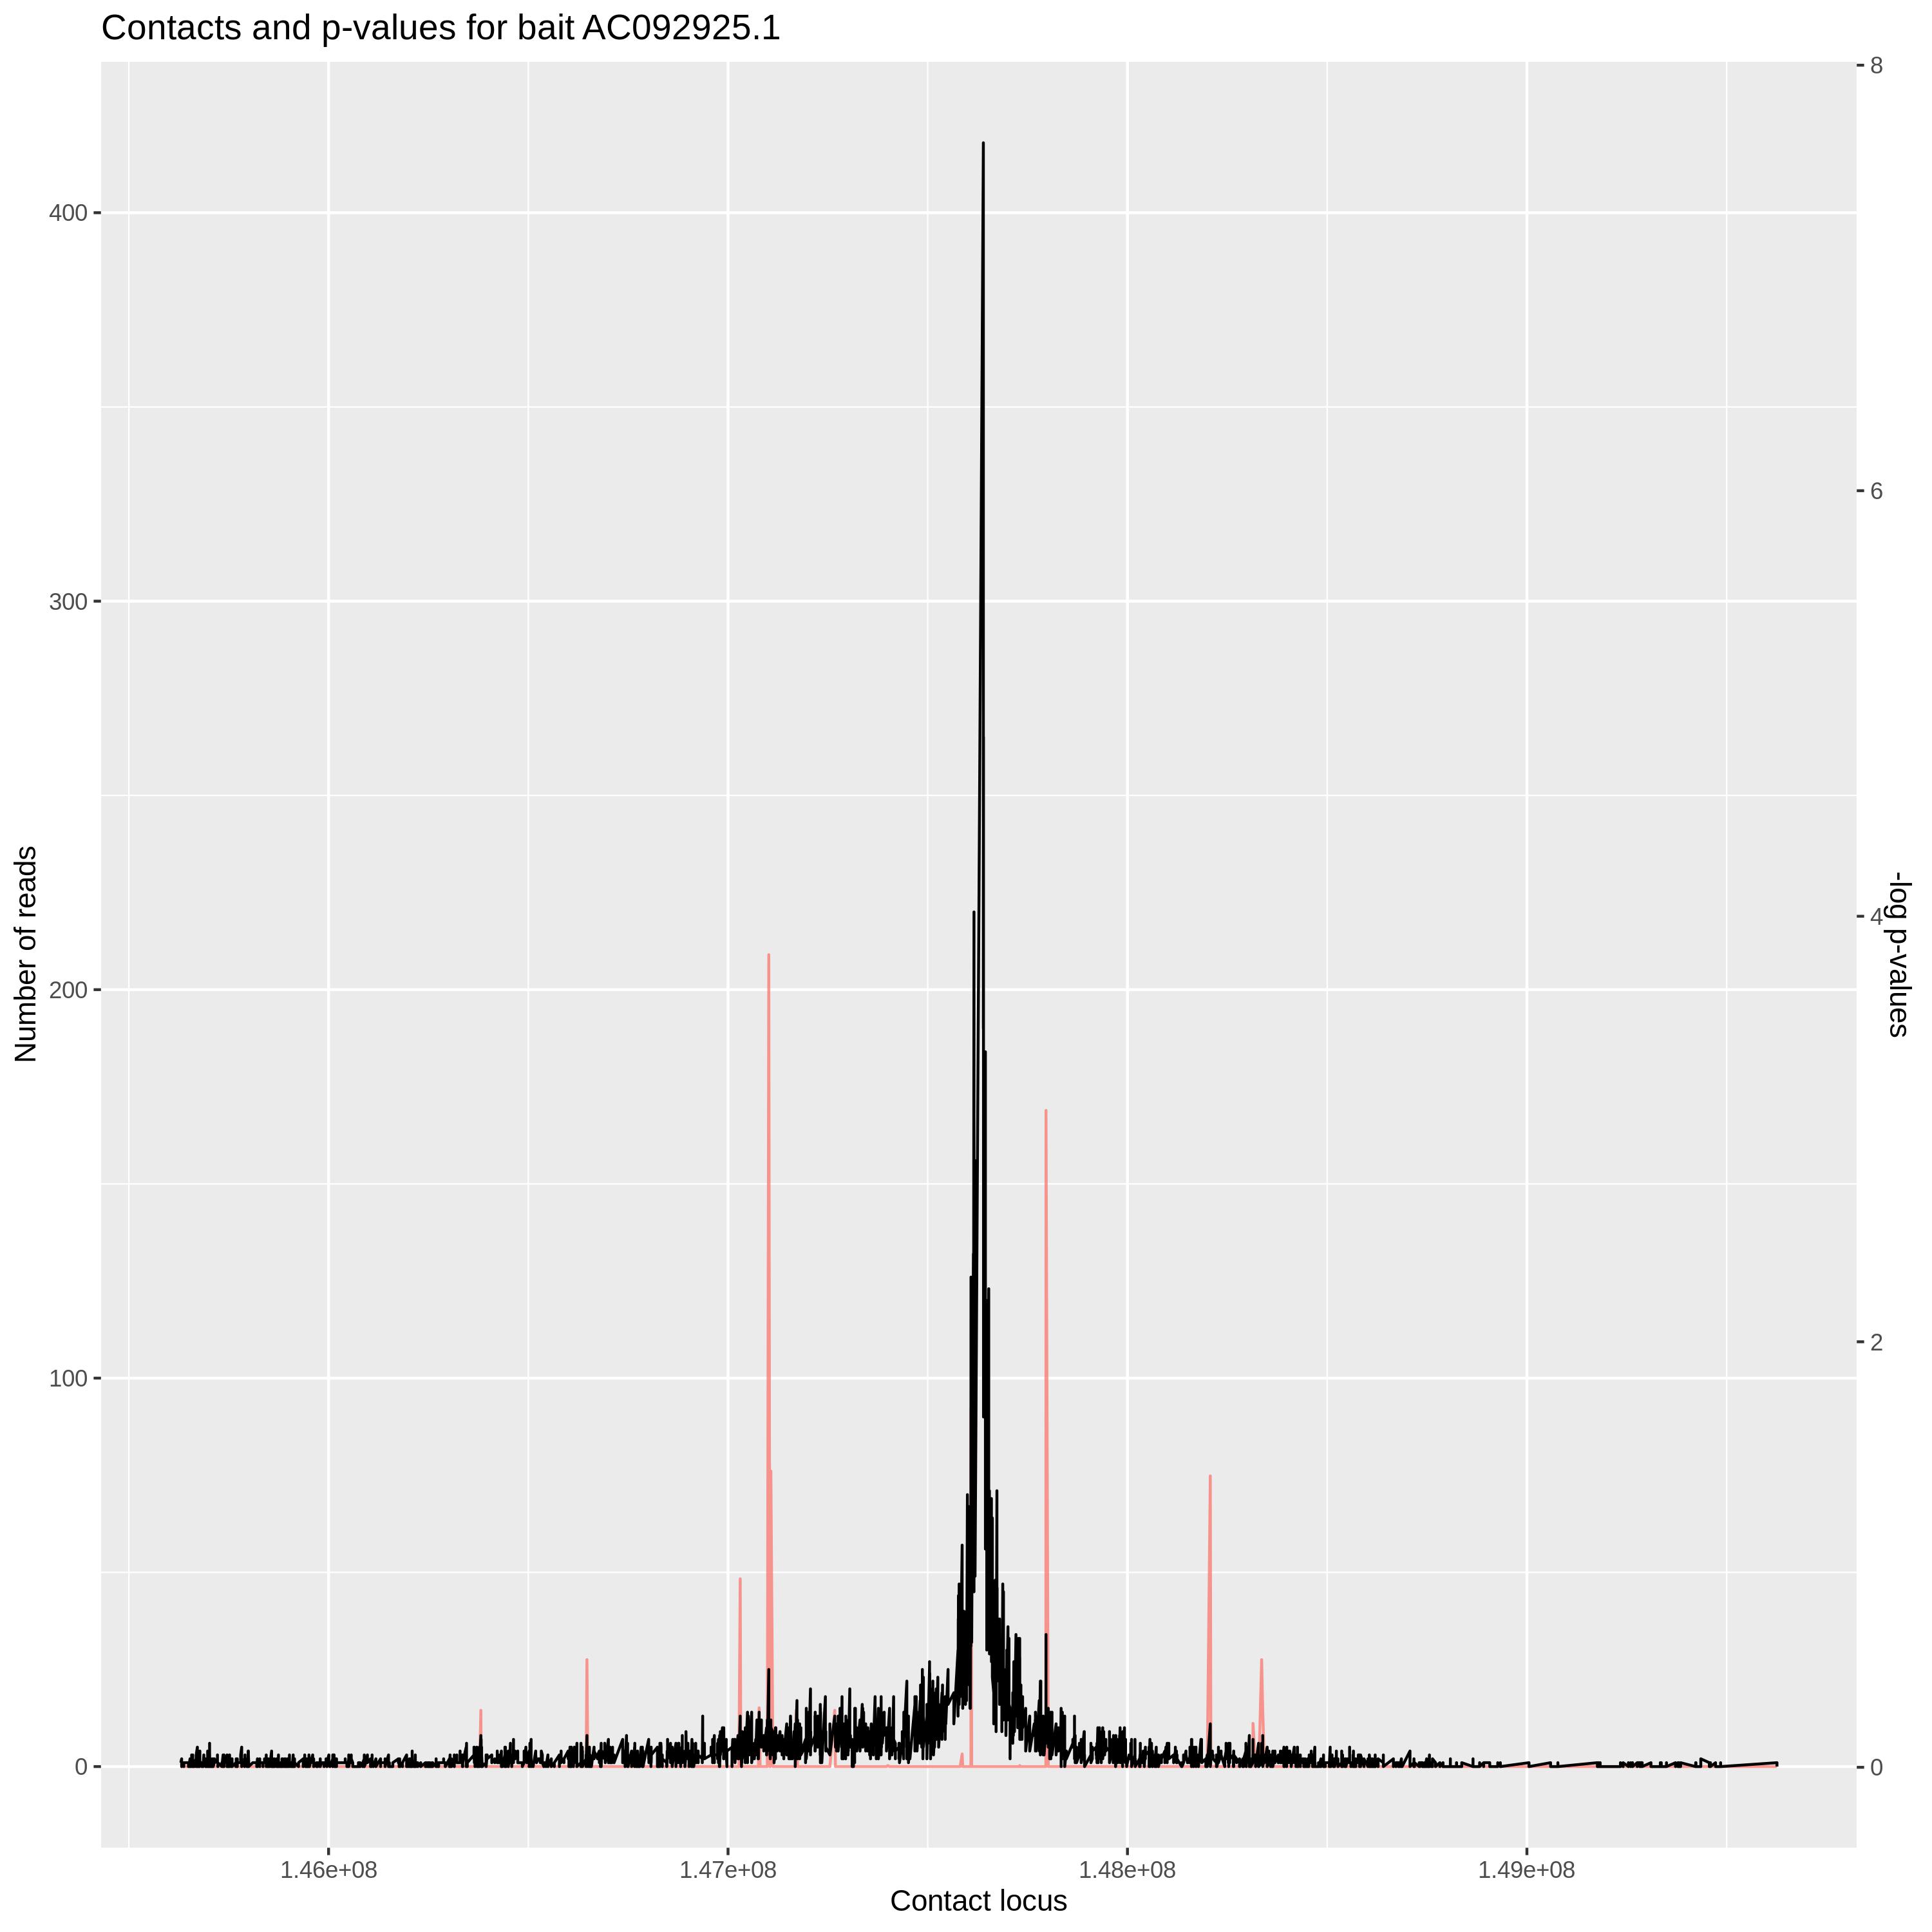 Contacts and p-values for bait AC092925.1
8
400
6
300
Number of reads
-log p-values
4
200
2
100
0
0
1.46e+08 1.47e+08 1.48e+08 1.49e+08
Contact locus